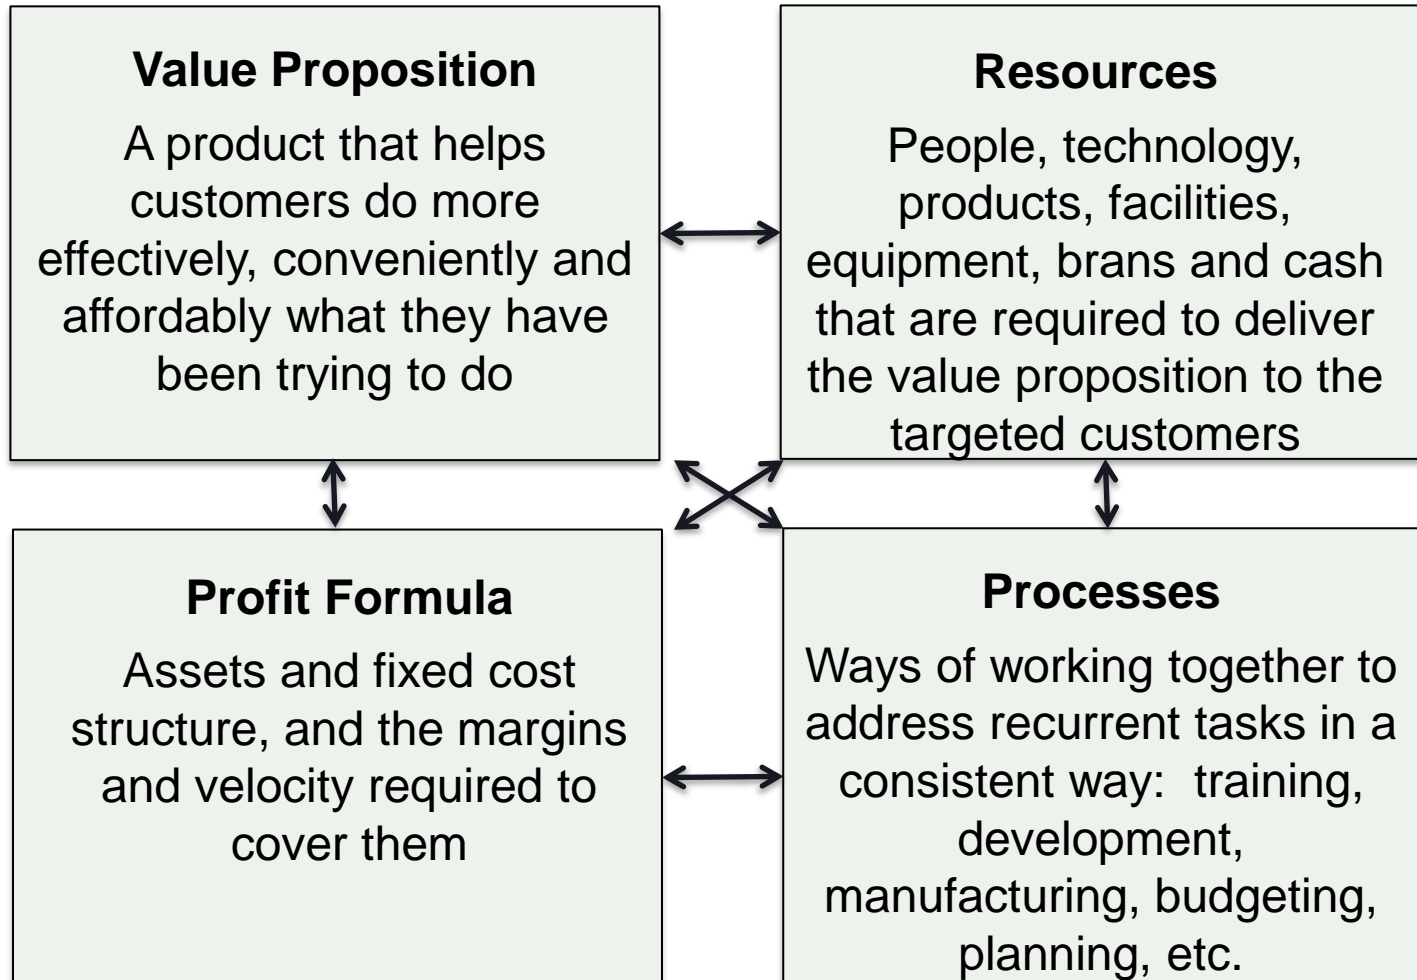 Value Proposition
A product that helps
customers do more
effectively, conveniently and
affordably what they have
been trying to do
Resources
People, technology,
products, facilities,
equipment, brans and cash
that are required to deliver
the value proposition to the
targeted customers
Profit Formula
Assets and fixed cost
structure, and the margins
and velocity required to
cover them
Processes
Ways of working together to
address recurrent tasks in a
consistent way:  training,
development,
manufacturing, budgeting,
planning, etc.